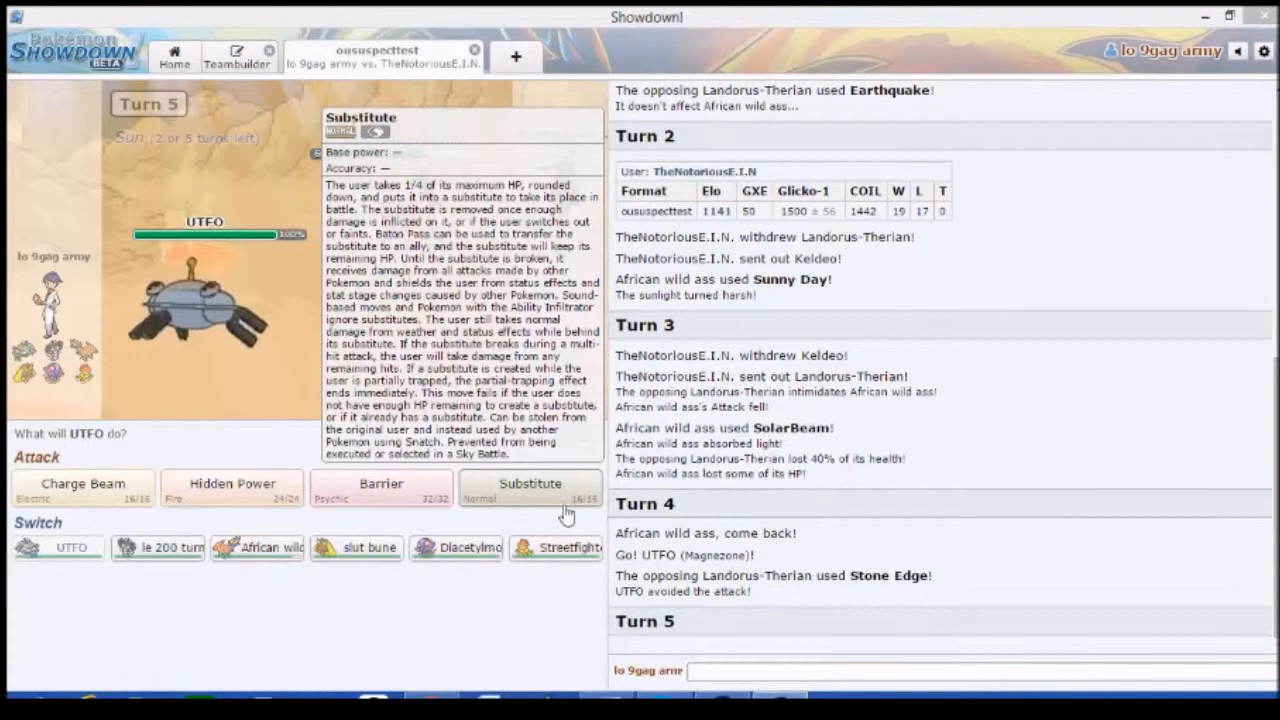 Showdown!
Pokémon
SHOWDOWN
BETA
Home
Teambuilder
oususpecttest
lo 9gag army vs. TheNotoriousE.I.N.
+
lo 9gag army
Turn 5
Sun (2 or 5 turns left)
UTFO
100%
lo 9gag army
Substitute
NORMAL
Base power: —
Accuracy: —
The user takes 1/4 of its maximum HP, rounded
down, and puts it into a substitute to take its place in
battle. The substitute is removed once enough
damage is inflicted on it, or if the user switches out
or faints. Baton Pass can be used to transfer the
substitute to an ally, and the substitute will keep its
remaining HP. Until the substitute is broken, it
receives damage from all attacks made by other
Pokemon and shields the user from status effects and
stat stage changes caused by other Pokemon. Sound-
based moves and Pokemon with the Ability Infiltrator
ignore substitutes. The user still takes normal
damage from weather and status effects while behind
its substitute. If the substitute breaks during a multi-
hit attack, the user will take damage from any
remaining hits. If a substitute is created while the
user is partially trapped, the partial-trapping effect
ends immediately. This move fails if the user does
not have enough HP remaining to create a substitute,
or if it already has a substitute. Can be stolen from
the original user and instead used by another
Pokemon using Snatch. Prevented from being
executed or selected in a Sky Battle.
What will UTFO do?
Attack
Charge Beam
Electric 16/16
Hidden Power
Fire 24/24
Barrier
Psychic 32/32
Substitute
Normal 16/16
Switch
UTFO
le 200 turn
African wild
slut bune
Diacetylmo
Streetfight
The opposing Landorus-Therian used Earthquake!
It doesn't affect African wild ass...
Turn 2
User: TheNotoriousE.I.N
Format Elo GXE Glicko-1 COIL W L T
oususpecttest 1141 50 1500 ± 56 1442 19 17 0
TheNotoriousE.I.N. withdrew Landorus-Therian!
TheNotoriousE.I.N. sent out Keldeo!
African wild ass used Sunny Day!
The sunlight turned harsh!
Turn 3
TheNotoriousE.I.N. withdrew Keldeo!
TheNotoriousE.I.N. sent out Landorus-Therian!
The opposing Landorus-Therian intimidates African wild ass!
African wild ass's Attack fell!
African wild ass used SolarBeam!
African wild ass absorbed light!
The opposing Landorus-Therian lost 40% of its health!
African wild ass lost some of its HP!
Turn 4
African wild ass, come back!
Go! UTFO (Magnezone)!
The opposing Landorus-Therian used Stone Edge!
UTFO avoided the attack!
Turn 5
lo 9gag army